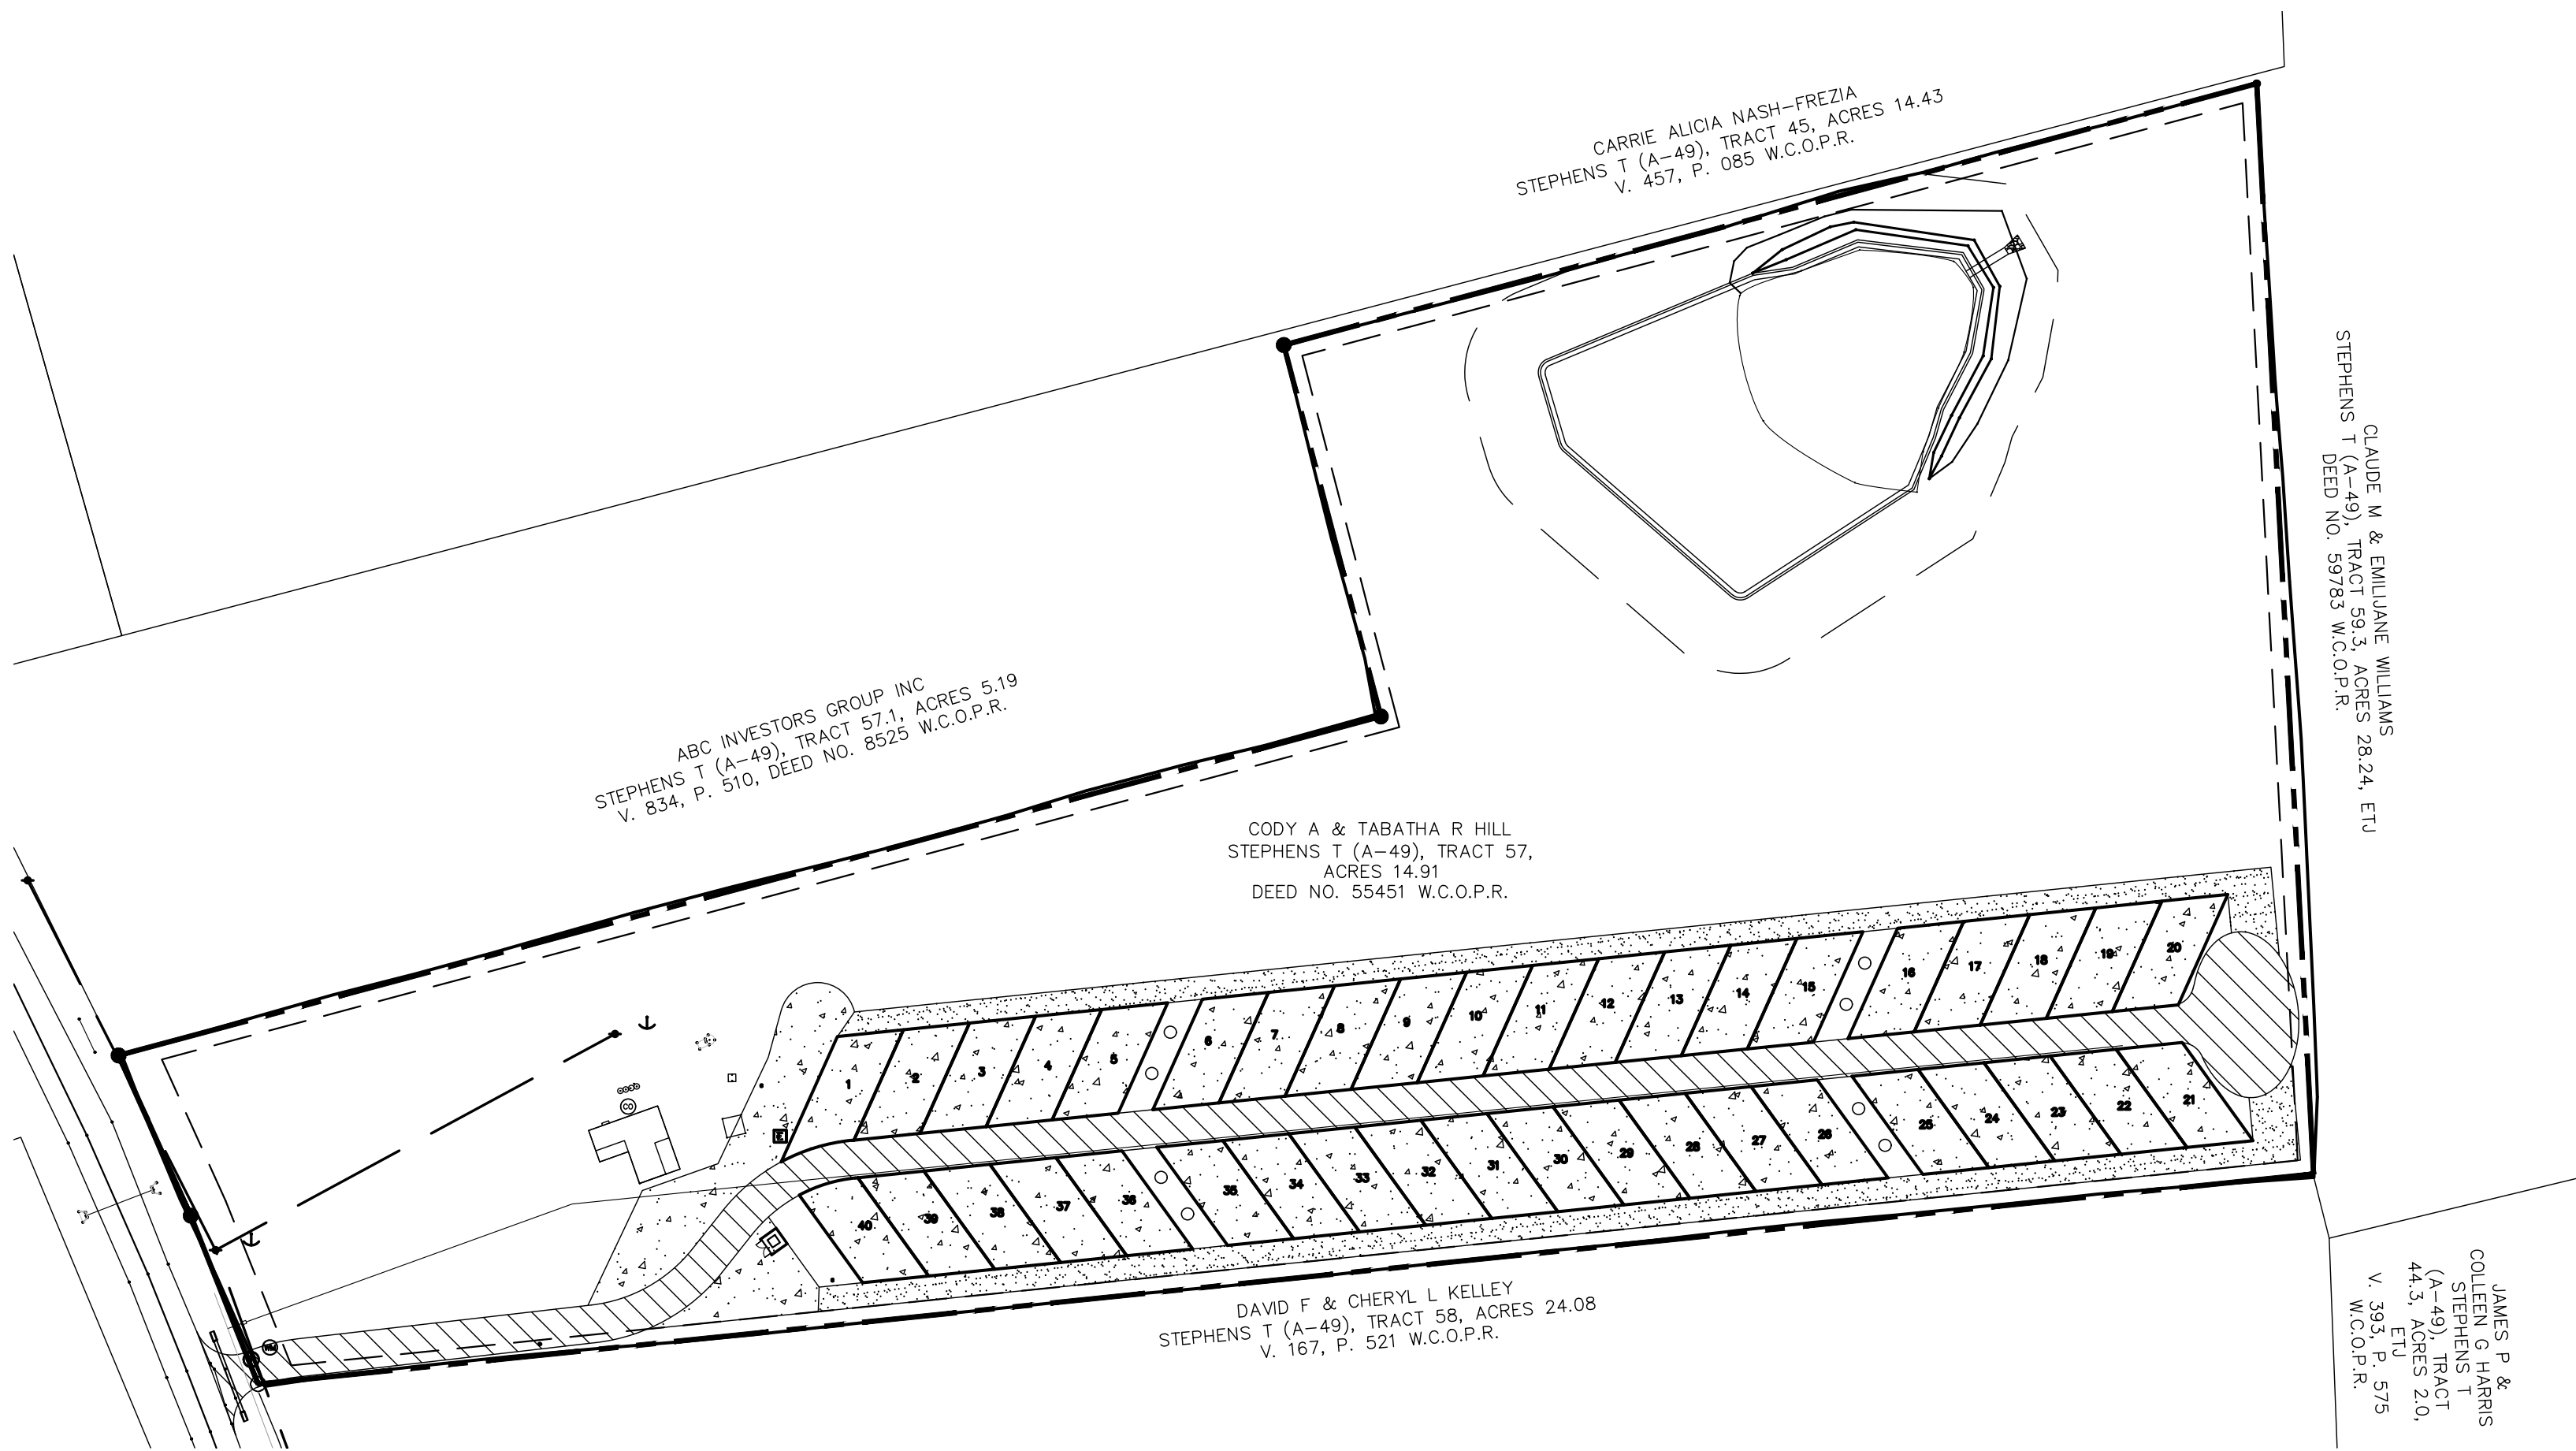 CARRIE ALICIA NASH-FREZIA
STEPHENS T (A-49), TRACT 45, ACRES 14.43
V. 457, P. 085 W.C.O.P.R.
CLAUDE M & EMILIJANE WILLIAMS
STEPHENS T (A-49), TRACT 59.3, ACRES 28.24, ETJ
DEED NO. 59783 W.C.O.P.R.
ABC INVESTORS GROUP INC
STEPHENS T (A-49), TRACT 57.1, ACRES 5.19
V. 834, P. 510, DEED NO. 8525 W.C.O.P.R.
CODY A & TABATHA R HILL
STEPHENS T (A-49), TRACT 57,
ACRES 14.91
DEED NO. 55451 W.C.O.P.R.
1 2 3 4 5 6 7 8 9 10 11 12 13 14 15 16 17 18 19 20
40 39 38 37 36 35 34 33 32 31 30 29 28 27 26 25 24 23 22 21
CO
E
WM
DAVID F & CHERYL L KELLEY
STEPHENS T (A-49), TRACT 58, ACRES 24.08
V. 167, P. 521 W.C.O.P.R.
JAMES P &
COLLEEN G HARRIS
STEPHENS T
(A-49), TRACT
44.3, ACRES 2.0,
ETJ
V. 393, P. 575
W.C.O.P.R.